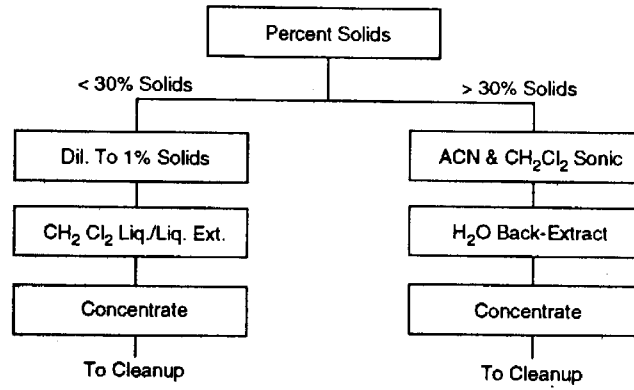 Percent Solids
< 30% Solids
> 30% Solids
Dil. To 1% Solids
ACN & CH2Cl2 Sonic
CH2 Cl2 Liq./Liq. Ext.
H2O Back-Extract
Concentrate
Concentrate
To Cleanup
To Cleanup